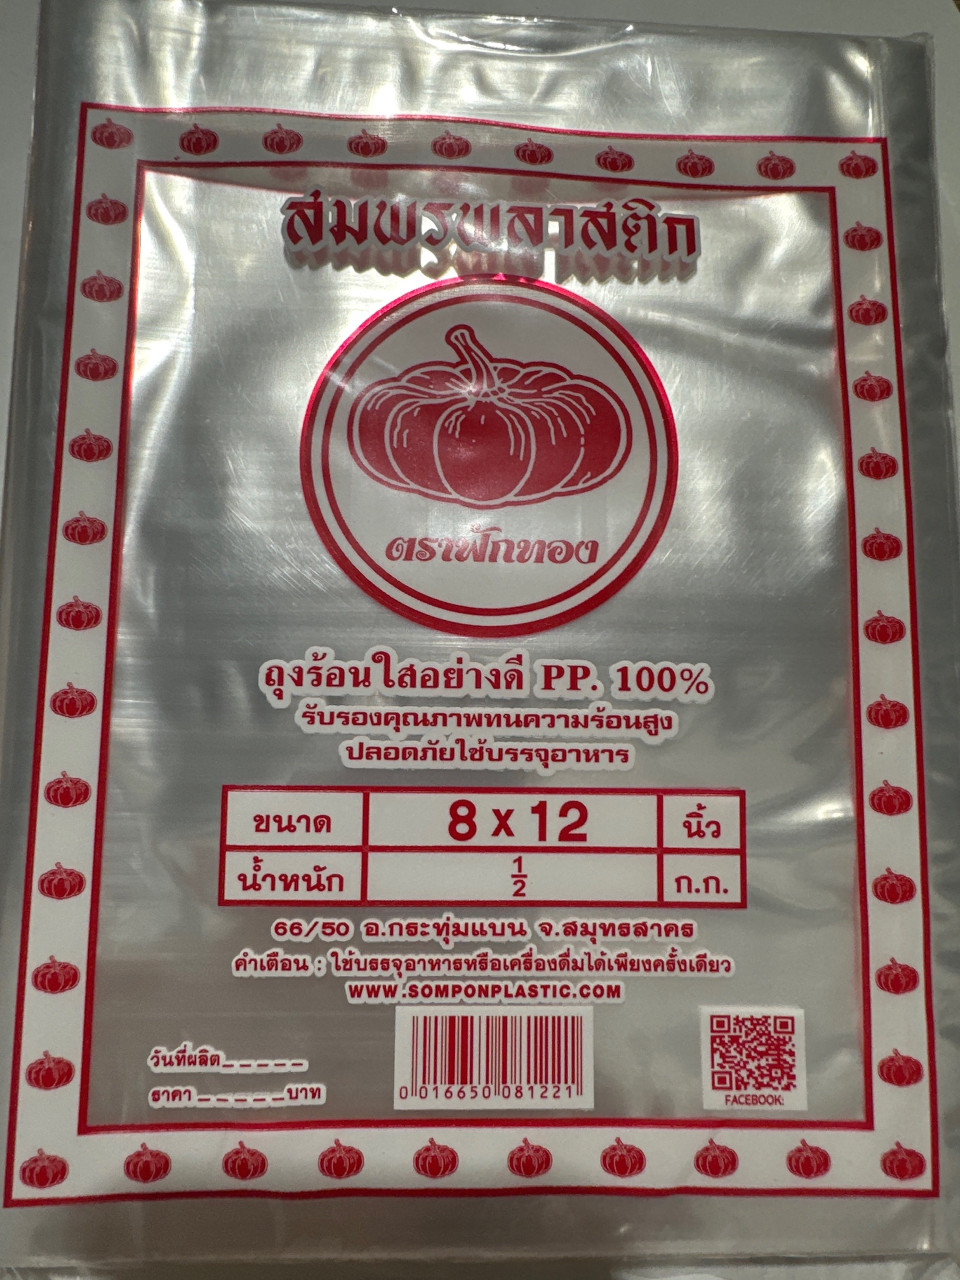 สมพรพลาสติก
ตราฟักทอง
ถุงร้อนใสอย่างดี PP. 100%
รับรองคุณภาพทนความร้อนสูง
ปลอดภัยใช้บรรจุอาหาร
ขนาด 8 x 12 นิ้ว
น้ำหนัก 1/2 ก.ก.
66/50 อ.กระทุ่มแบน จ.สมุทรสาคร
คำเตือน : ใช้บรรจุอาหารหรือเครื่องดื่มได้เพียงครั้งเดียว
WWW.SOMPONPLASTIC.COM
วันที่ผลิต_ _ _ _ _
ราคา_ _ _ _ _บาท
0 016650 081221
FACEBOOK: